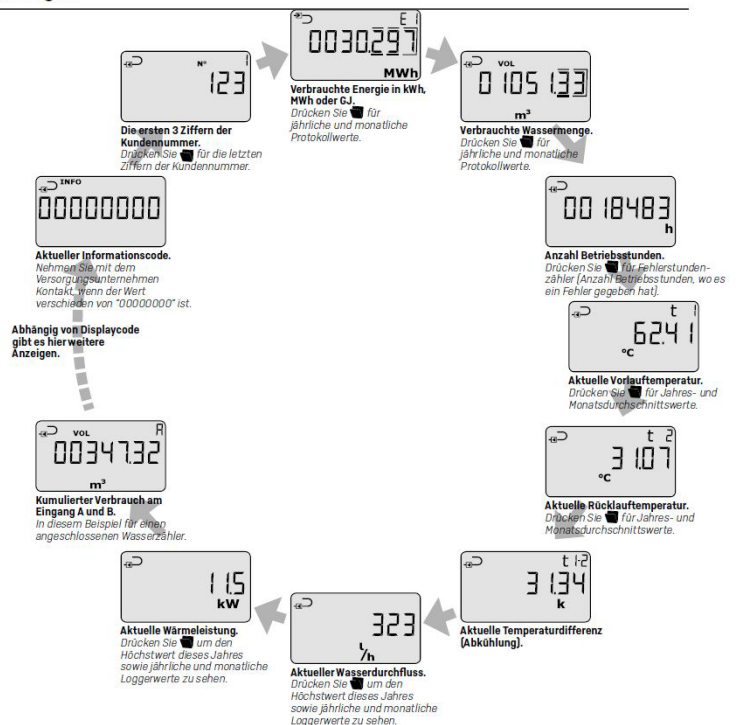 E1
0030.297
MWh
Verbrauchte Energie in kWh,
MWh oder GJ.
Drücken Sie für
jährliche und monatliche
Protokollwerte.
VOL
01051.33
m³
Verbrauchte Wassermenge.
Drücken Sie für
jährliche und monatliche
Protokollwerte.
0018483
h
Anzahl Betriebsstunden.
Drücken Sie für Fehlerstunden-
zähler (Anzahl Betriebsstunden, wo es
ein Fehler gegeben hat).
t 1
62.41
°C
Aktuelle Vorlauftemperatur.
Drücken Sie für Jahres- und
Monatsdurchschnittswerte.
t 2
31.07
°C
Aktuelle Rücklauftemperatur.
Drücken Sie für Jahres- und
Monatsdurchschnittswerte.
t 1-2
31.34
k
Aktuelle Temperaturdifferenz
(Abkühlung).
323
l/h
Aktueller Wasserdurchfluss.
Drücken Sie um den
Höchstwert dieses Jahres
sowie jährliche und monatliche
Loggerwerte zu sehen.
11.5
kW
Aktuelle Wärmeleistung.
Drücken Sie um den
Höchstwert dieses Jahres
sowie jährliche und monatliche
Loggerwerte zu sehen.
VOL A
00347.32
m³
Kumulierter Verbrauch am
Eingang A und B.
In diesem Beispiel für einen
angeschlossenen Wasserzähler.
Abhängig von Displaycode
gibt es hier weitere
Anzeigen.
INFO
00000000
Aktueller Informationscode.
Nehmen Sie mit dem
Versorgungsunternehmen
Kontakt, wenn der Wert
verschieden von "00000000" ist.
N° 1
123
Die ersten 3 Ziffern der
Kundennummer.
Drücken Sie für die letzten
Ziffern der Kundennummer.